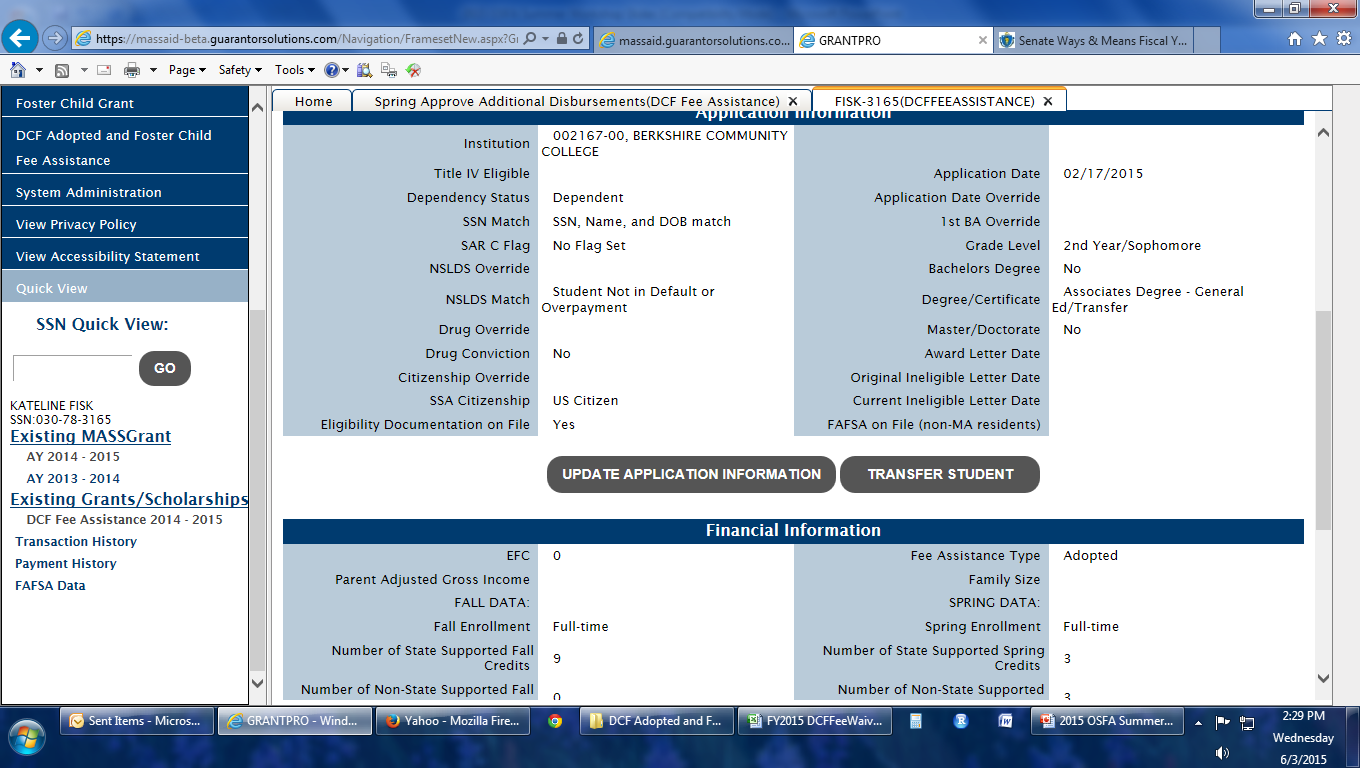 https://massaid-beta.guarantorsolutions.com/Navigation/FramesetNew.aspx?Gu
massaid.guarantorsolutions.co...
GRANTPRO
Senate Ways & Means Fiscal Y...
Page
Safety
Tools
Foster Child Grant
DCF Adopted and Foster Child
Fee Assistance
System Administration
View Privacy Policy
View Accessibility Statement
Quick View
SSN Quick View:
GO
KATELINE FISK
SSN:030-78-3165
Existing MASSGrant
AY 2014 - 2015
AY 2013 - 2014
Existing Grants/Scholarships
DCF Fee Assistance 2014 - 2015
Transaction History
Payment History
FAFSA Data
Home
Spring Approve Additional Disbursements(DCF Fee Assistance)
FISK-3165(DCFFEEASSISTANCE)
Application Information
Institution 002167-00, BERKSHIRE COMMUNITY
COLLEGE
Title IV Eligible
Application Date 02/17/2015
Dependency Status Dependent
Application Date Override
SSN Match SSN, Name, and DOB match
1st BA Override
SAR C Flag No Flag Set
Grade Level 2nd Year/Sophomore
NSLDS Override
Bachelors Degree No
NSLDS Match Student Not in Default or
Overpayment
Degree/Certificate Associates Degree - General
Ed/Transfer
Drug Override
Master/Doctorate No
Drug Conviction No
Award Letter Date
Citizenship Override
Original Ineligible Letter Date
SSA Citizenship US Citizen
Current Ineligible Letter Date
Eligibility Documentation on File Yes
FAFSA on File (non-MA residents)
UPDATE APPLICATION INFORMATION
TRANSFER STUDENT
Financial Information
EFC 0
Fee Assistance Type Adopted
Parent Adjusted Gross Income
Family Size
FALL DATA:
SPRING DATA:
Fall Enrollment Full-time
Spring Enrollment Full-time
Number of State Supported Fall
Credits 9
Number of State Supported Spring
Credits 3
Number of Non-State Supported Fall 0
Number of Non-State Supported 3
Sent Items - Micros...
GRANTPRO - Wind...
Yahoo - Mozilla Fire...
DCF Adopted and F...
FY2015 DCFFeeWaiv...
2015 OSFA Summer...
2:29 PM
Wednesday
6/3/2015